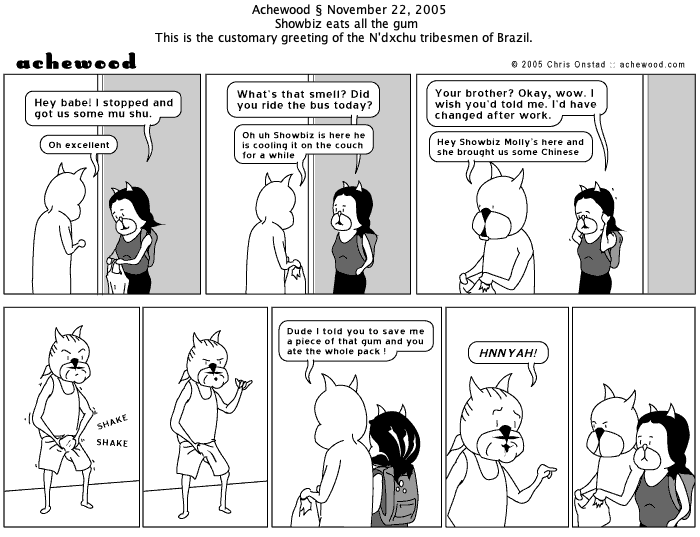 Achewood § November 22, 2005
Showbiz eats all the gum
This is the customary greeting of the N'dxchu tribesmen of Brazil.
achewood
© 2005 Chris Onstad :: achewood.com
Hey babe! I stopped and
got us some mu shu.
Oh excellent
What's that smell? Did
you ride the bus today?
Oh uh Showbiz is here he
is cooling it on the couch
for a while
Your brother? Okay, wow. I
wish you'd told me. I'd have
changed after work.
Hey Showbiz Molly's here and
she brought us some Chinese
SHAKE
SHAKE
Dude I told you to save me
a piece of that gum and you
ate the whole pack !
HNNYAH!